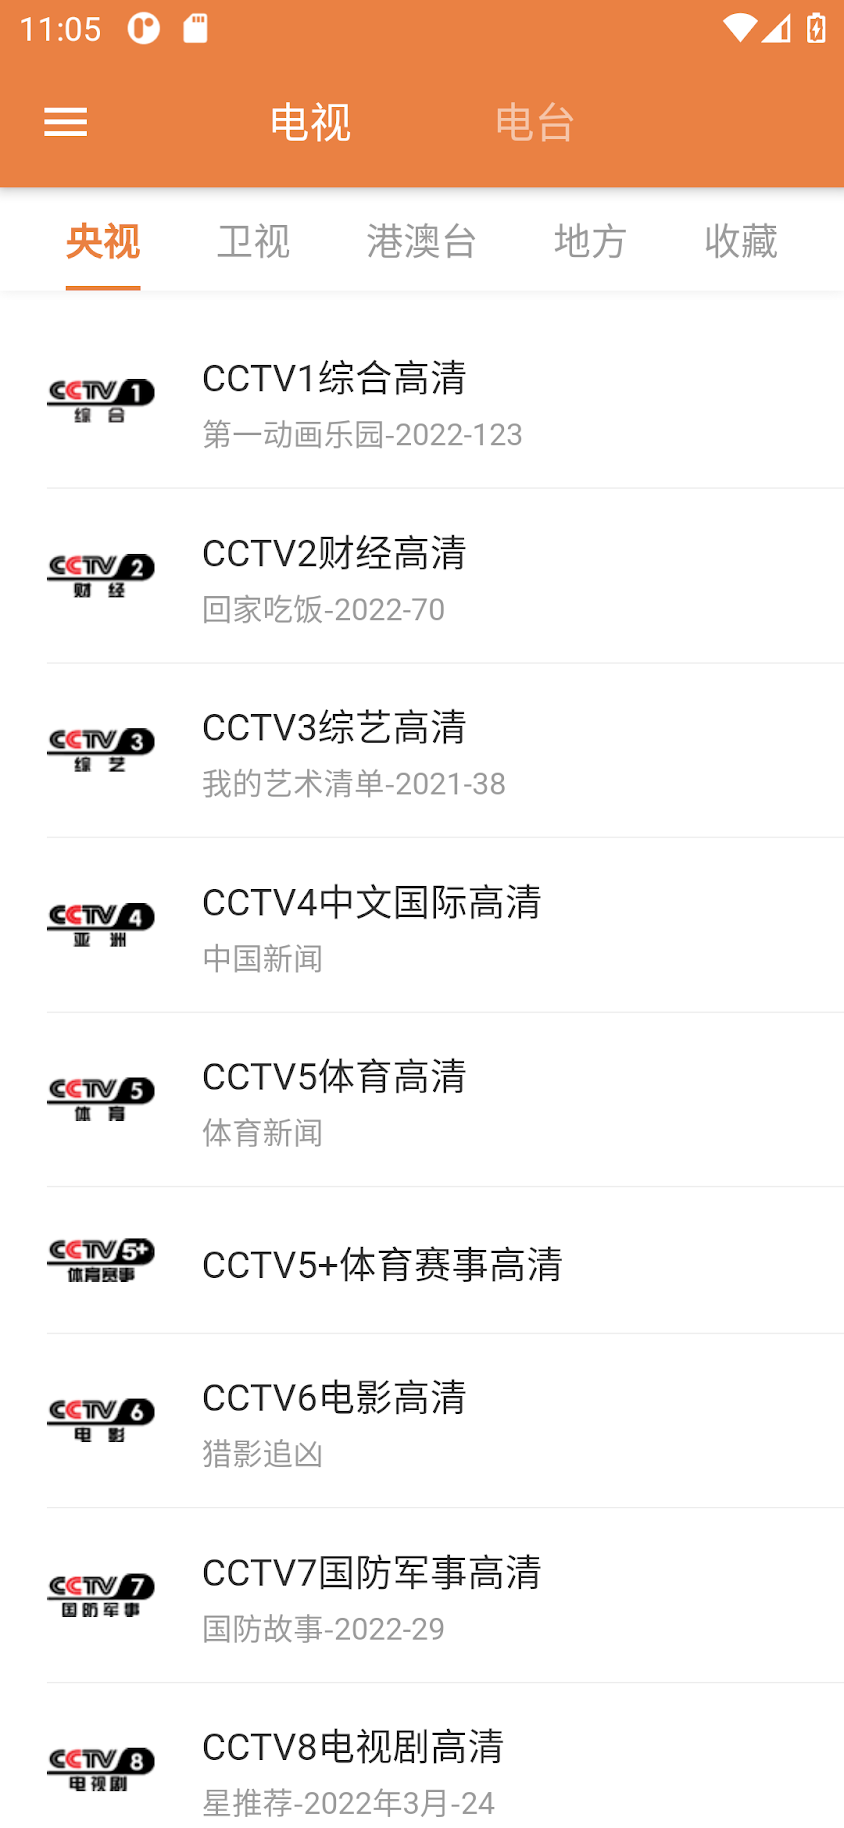 11:05
电视 电台
央视 卫视 港澳台 地方 收藏
CCTV 1
综 合
CCTV1综合高清
第一动画乐园-2022-123
CCTV 2
财 经
CCTV2财经高清
回家吃饭-2022-70
CCTV 3
综 艺
CCTV3综艺高清
我的艺术清单-2021-38
CCTV 4
亚 洲
CCTV4中文国际高清
中国新闻
CCTV 5
体 育
CCTV5体育高清
体育新闻
CCTV 5+
体育赛事
CCTV5+体育赛事高清
CCTV 6
电 影
CCTV6电影高清
猎影追凶
CCTV 7
国防军事
CCTV7国防军事高清
国防故事-2022-29
CCTV 8
电视剧
CCTV8电视剧高清
星推荐-2022年3月-24